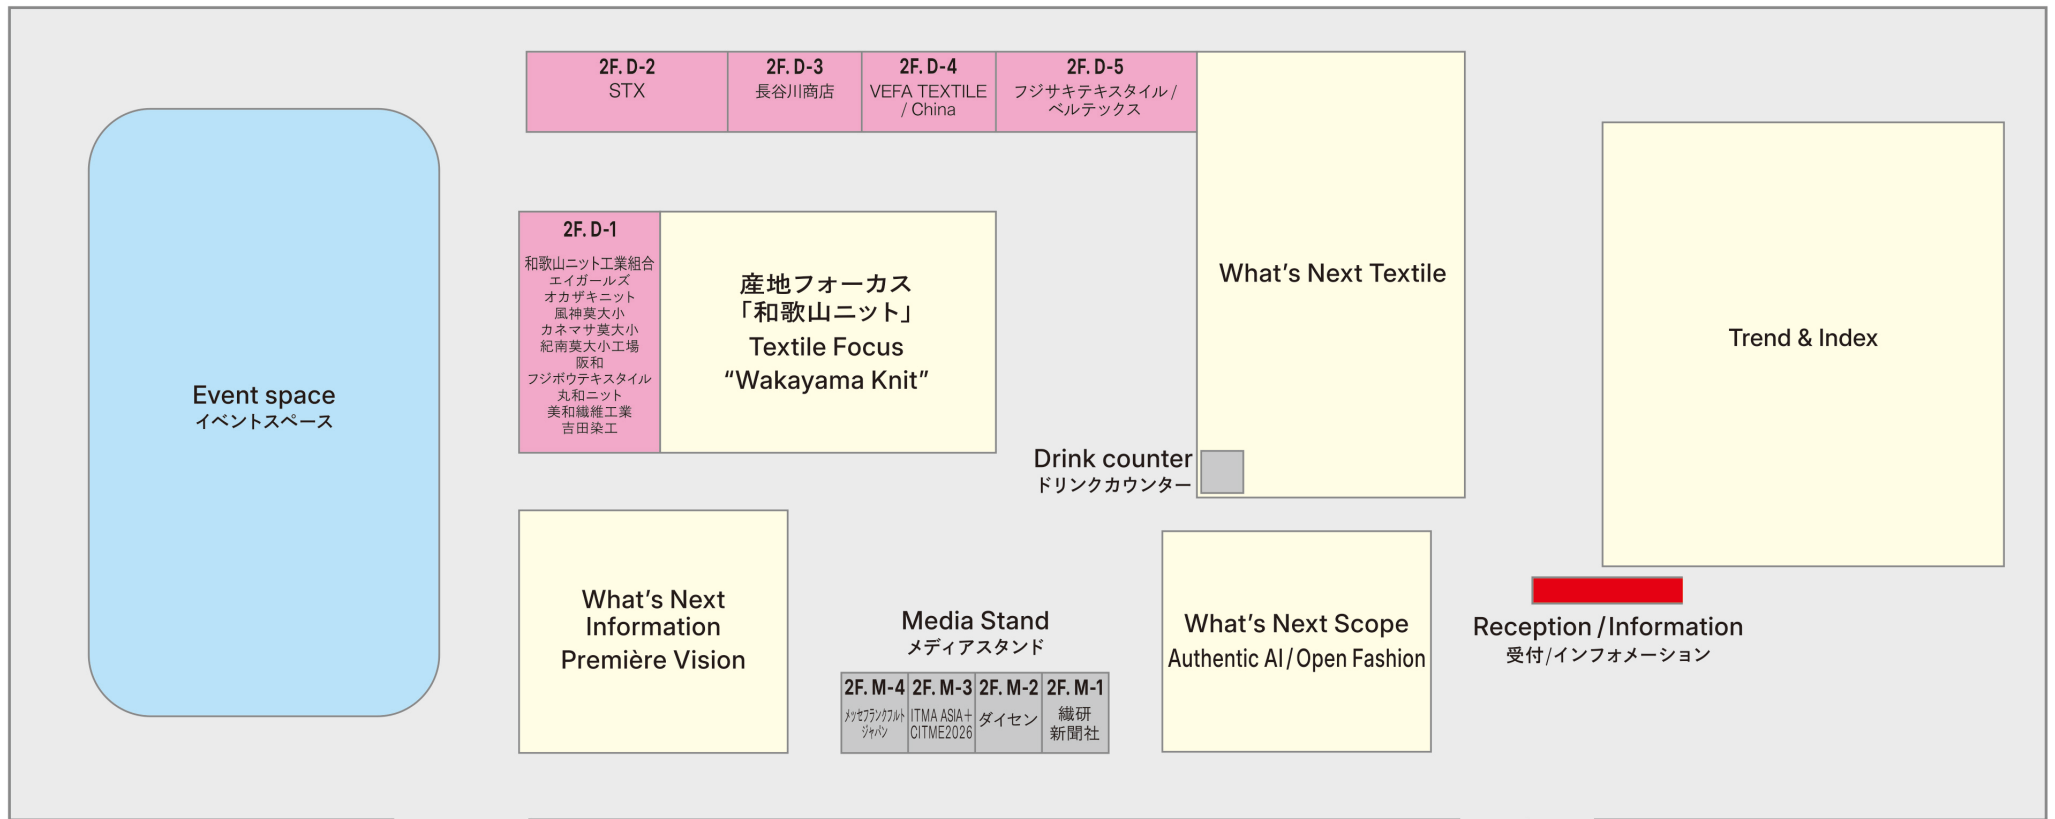 2F. D-2
STX
2F. D-3
長谷川商店
2F. D-4
VEFA TEXTILE
/ China
2F. D-5
フジサキテキスタイル /
ベルテックス
What's Next Textile
Trend & Index
Event space
イベントスペース
2F. D-1
和歌山ニット工業組合
エイガールズ
オカザキニット
風神莫大小
カネマサ莫大小
紀南莫大小工場
阪和
フジボウテキスタイル
丸和ニット
美和繊維工業
吉田染工
産地フォーカス
「和歌山ニット」
Textile Focus
“Wakayama Knit”
Drink counter
ドリンクカウンター
What's Next
Information
Première Vision
Media Stand
メディアスタンド
2F. M-4
メッセフランクフルト
ジャパン
2F. M-3
ITMA ASIA+
CITME2026
2F. M-2
ダイセン
2F. M-1
繊研
新聞社
What's Next Scope
Authentic AI / Open Fashion
Reception / Information
受付/インフォメーション